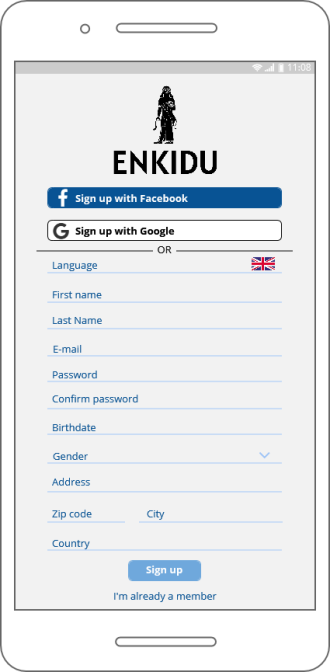 11:08
ENKIDU
Sign up with Facebook
Sign up with Google
OR
Language
First name
Last Name
E-mail
Password
Confirm password
Birthdate
Gender
Address
Zip code City
Country
Sign up
I'm already a member